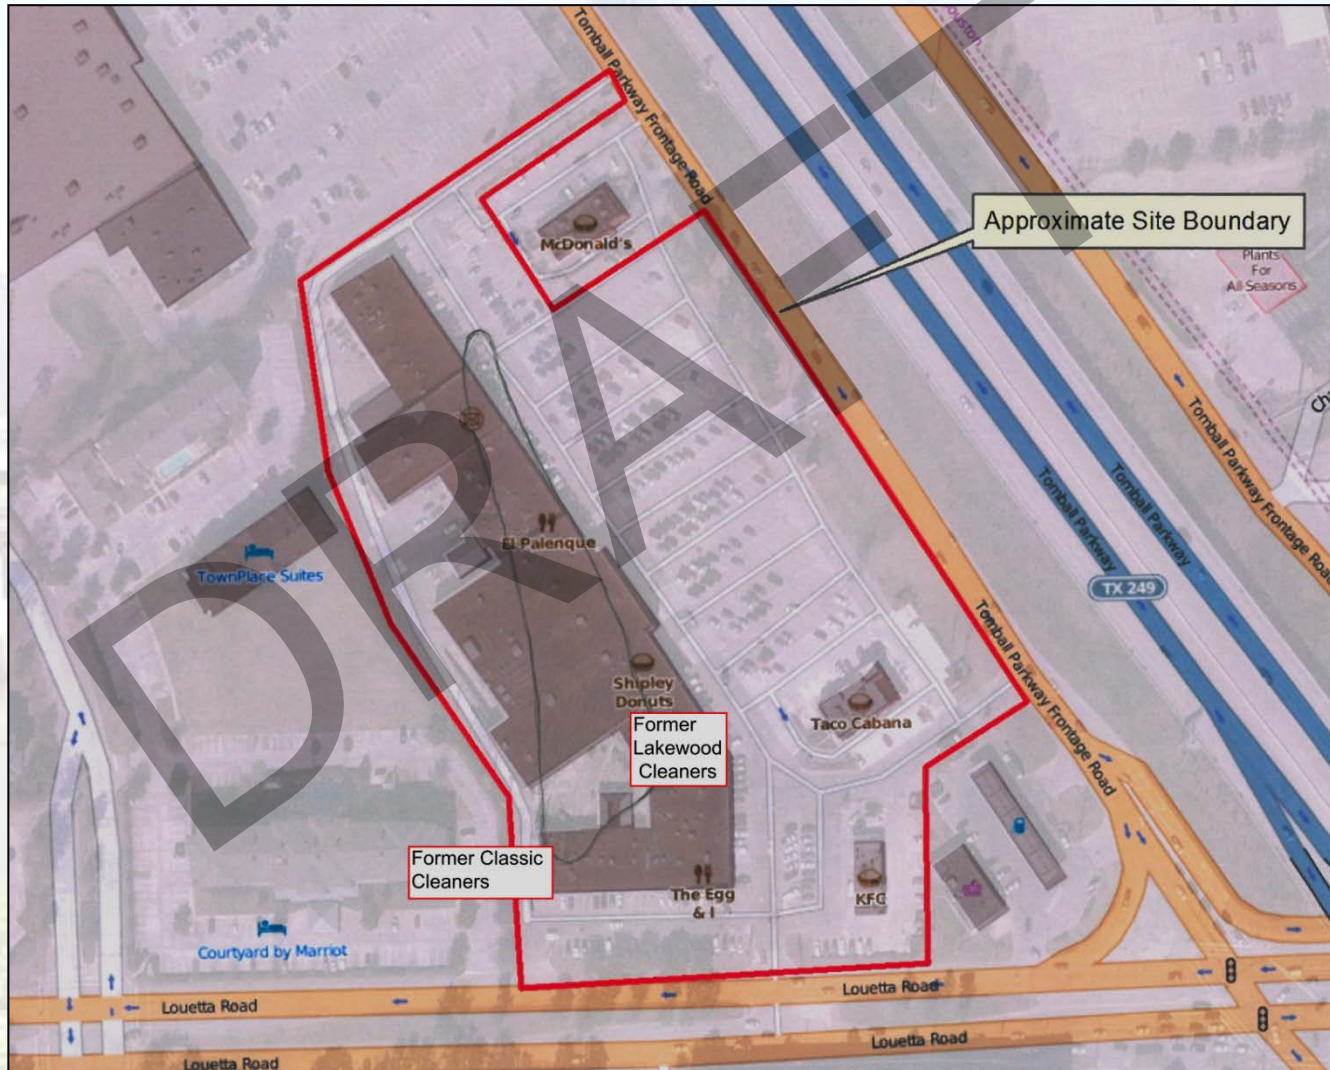 Tomball Parkway Frontage Road
ouston
Approximate Site Boundary
McDonald's
Plants
For
All Seasons
Tomball Parkway Frontage Road
Tomball Parkway
Tomball Parkway
TX 249
El Palenque
TownPlace Suites
Tomball Parkway Frontage Road
Shipley
Donuts
Taco Cabana
Former
Lakewood
Cleaners
Former Classic
Cleaners
The Egg
& I
KFC
Courtyard by Marriot
Louetta Road
Louetta Road
Louetta Road
Louetta Road
DRAFT